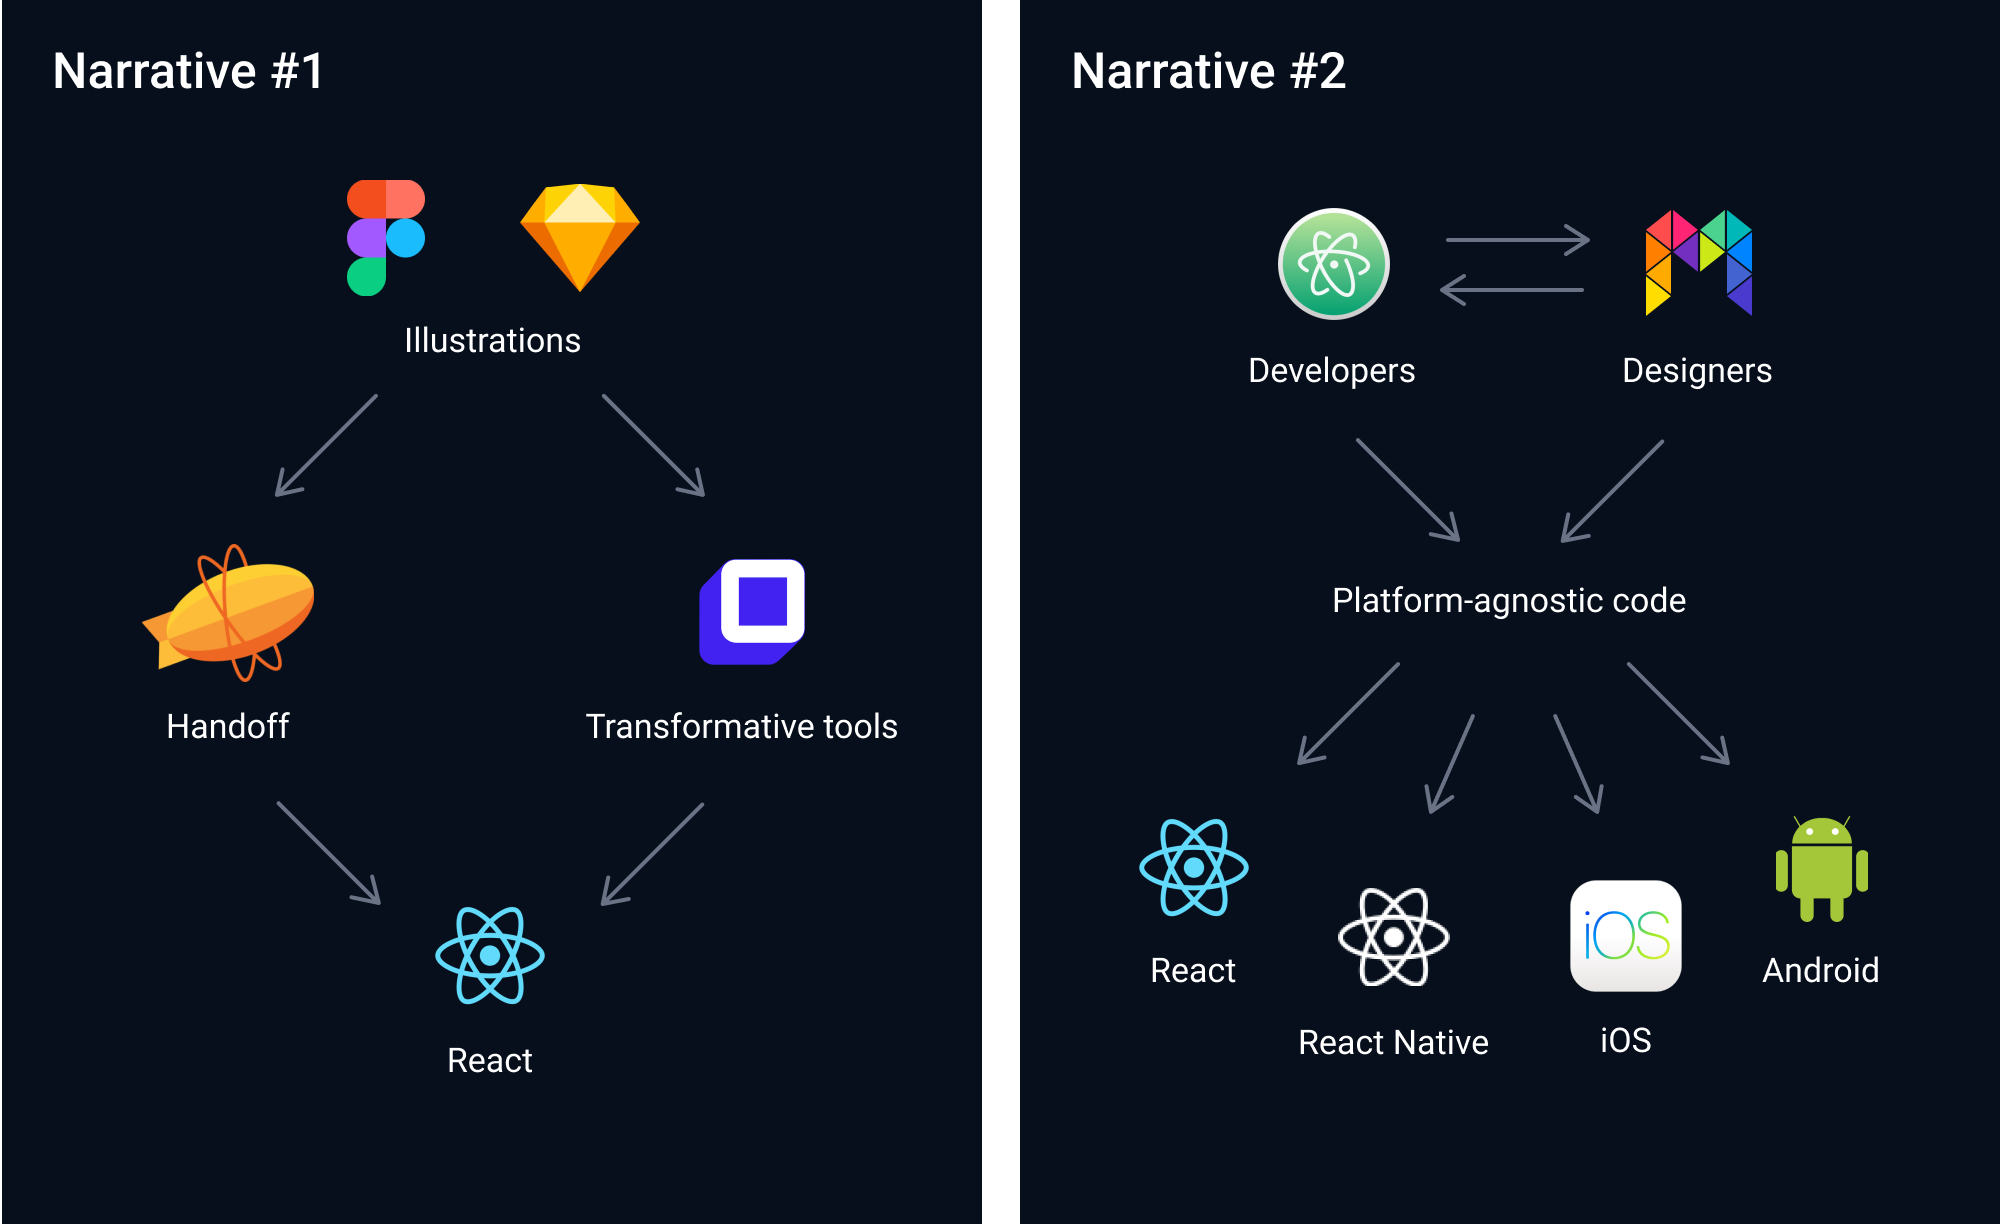 Narrative #1
Illustrations
Handoff
Transformative tools
React
Narrative #2
Developers
Designers
Platform-agnostic code
React
React Native
iOS
iOS
Android